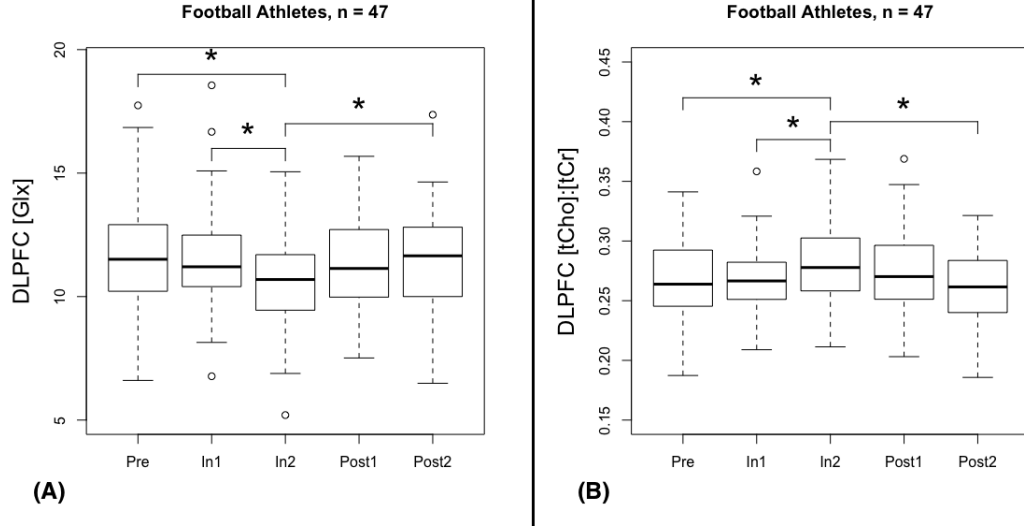 Football Athletes, n = 47
DLPFC [Glx]
20
15
10
5
*
*
*
Pre In1 In2 Post1 Post2
(A)
Football Athletes, n = 47
DLPFC [tCho]:[tCr]
0.45
0.40
0.35
0.30
0.25
0.20
0.15
*
*
*
Pre In1 In2 Post1 Post2
(B)